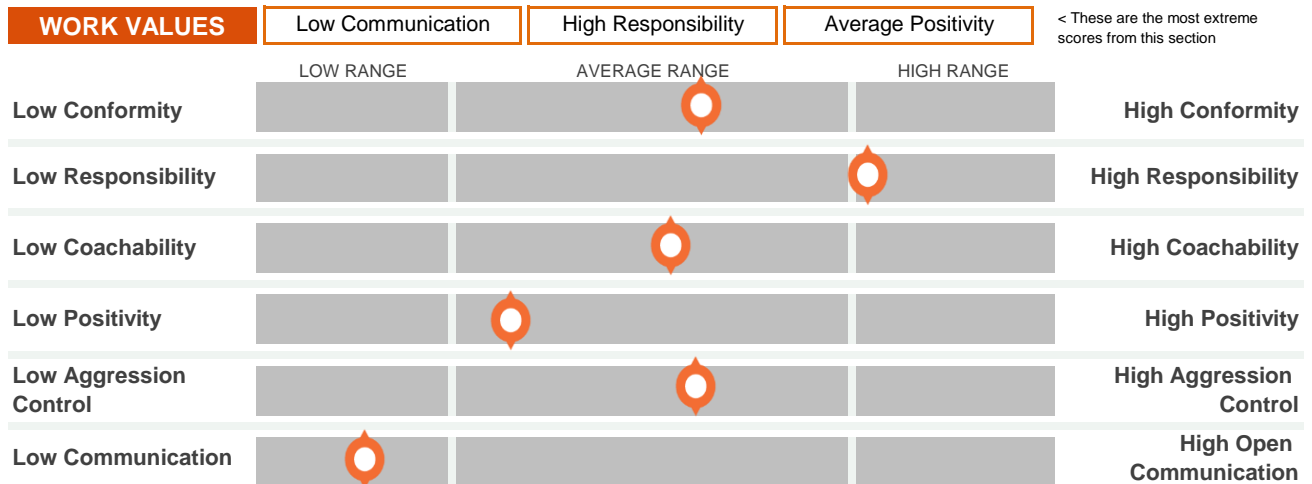 WORK VALUES
Low Communication
High Responsibility
Average Positivity
< These are the most extreme
scores from this section
LOW RANGE
AVERAGE RANGE
HIGH RANGE
Low Conformity
High Conformity
Low Responsibility
High Responsibility
Low Coachability
High Coachability
Low Positivity
High Positivity
Low Aggression
Control
High Aggression
Control
Low Communication
High Open
Communication